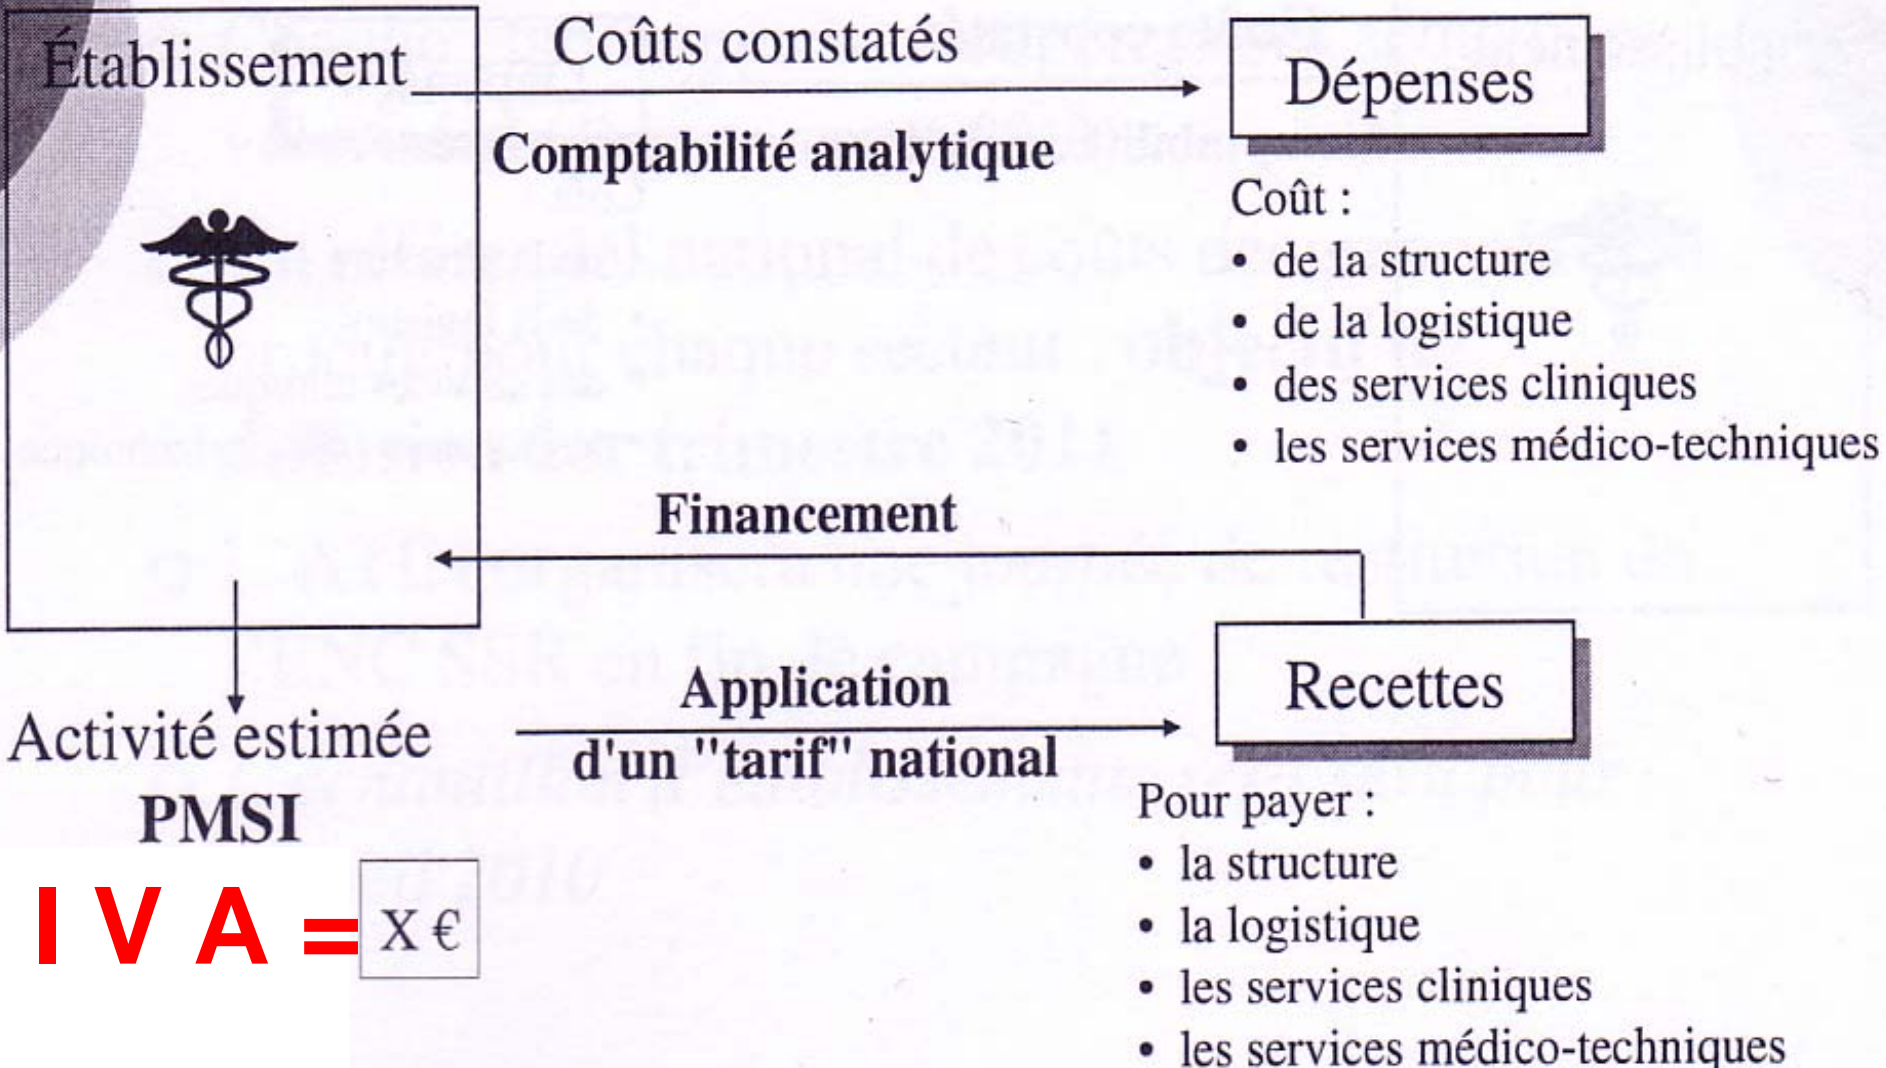 Établissement
Coûts constatés
Comptabilité analytique
Dépenses
Coût :
• de la structure
• de la logistique
• des services cliniques
• les services médico-techniques
Financement
Activité estimée
PMSI
I V A = X €
Application
d'un "tarif" national
Recettes
Pour payer :
• la structure
• la logistique
• les services cliniques
• les services médico-techniques